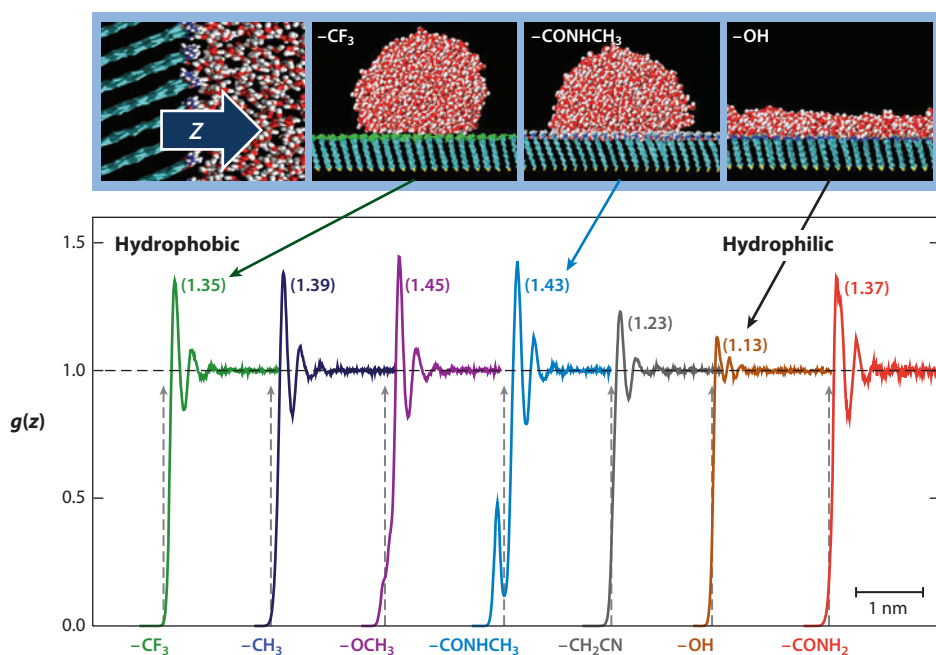 Z
–CF₃
–CONHCH₃
–OH
1.5
Hydrophobic
Hydrophilic
(1.35)
(1.39)
(1.45)
(1.43)
(1.23)
(1.13)
(1.37)
1.0
g(z)
0.5
1 nm
0.0
–CF₃
–CH₃
–OCH₃
–CONHCH₃
–CH₂CN
–OH
–CONH₂